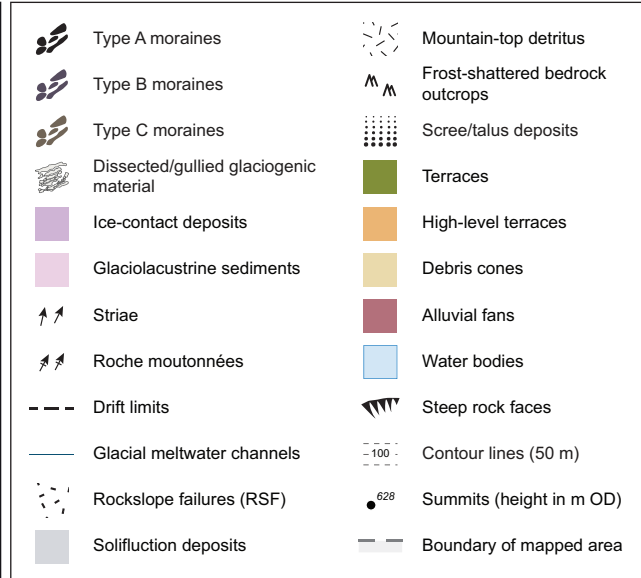 Type A moraines
Type B moraines
Type C moraines
Dissected/gullied glaciogenic
material
Ice-contact deposits
Glaciolacustrine sediments
Striae
Roche moutonnées
Drift limits
Glacial meltwater channels
Rockslope failures (RSF)
Solifluction deposits
Mountain-top detritus
Frost-shattered bedrock
outcrops
Scree/talus deposits
Terraces
High-level terraces
Debris cones
Alluvial fans
Water bodies
Steep rock faces
100 Contour lines (50 m)
628 Summits (height in m OD)
Boundary of mapped area